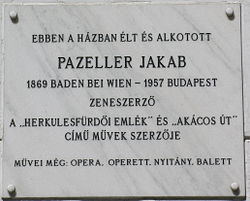 EBBEN A HÁZBAN ÉLT ÉS ALKOTOTT
PAZELLER JAKAB
1869 BADEN BEI WIEN – 1957 BUDAPEST
ZENESZERZŐ
A „HERKULESFÜRDŐI EMLÉK" ÉS „AKÁCOS ÚT"
CÍMŰ MŰVEK SZERZŐJE
MŰVEI MÉG: OPERA, OPERETT, NYITÁNY, BALETT